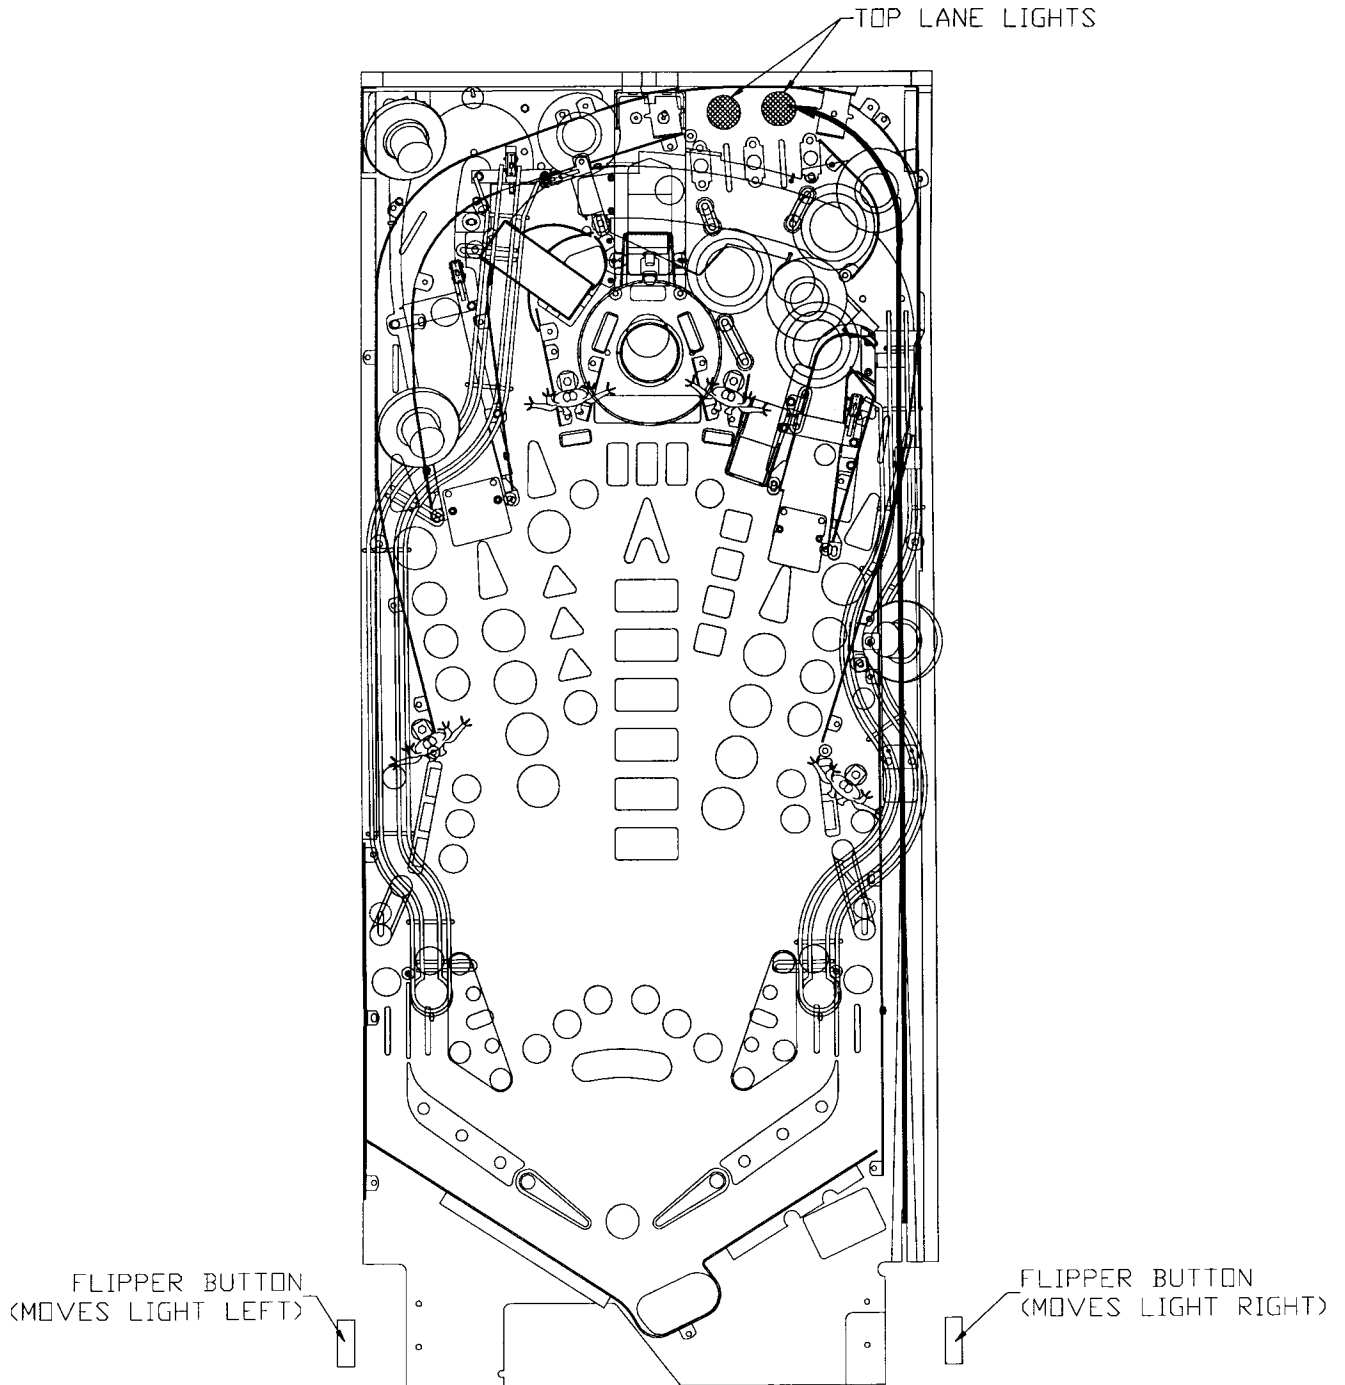 TOP LANE LIGHTS
FLIPPER BUTTON
(MOVES LIGHT LEFT)
FLIPPER BUTTON
(MOVES LIGHT RIGHT)